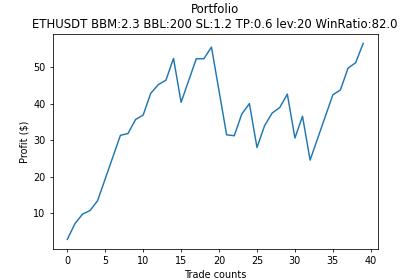 Portfolio
ETHUSDT BBM:2.3 BBL:200 SL:1.2 TP:0.6 lev:20 WinRatio:82.0
Profit ($)
50
40
30
20
10
0 5 10 15 20 25 30 35 40
Trade counts